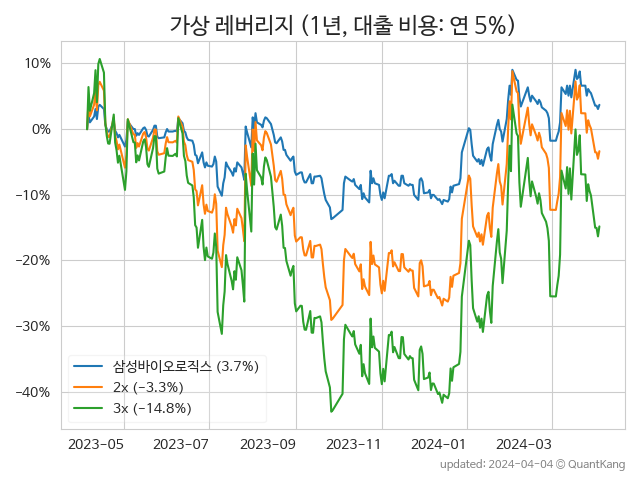 가상 레버리지 (1년, 대출 비용: 연 5%)
10%
0%
−10%
−20%
−30%
−40%
삼성바이오로직스 (3.7%)
2x (−3.3%)
3x (−14.8%)
2023−05 2023−07 2023−09 2023−11 2024−01 2024−03
updated: 2024-04-04 © QuantKang